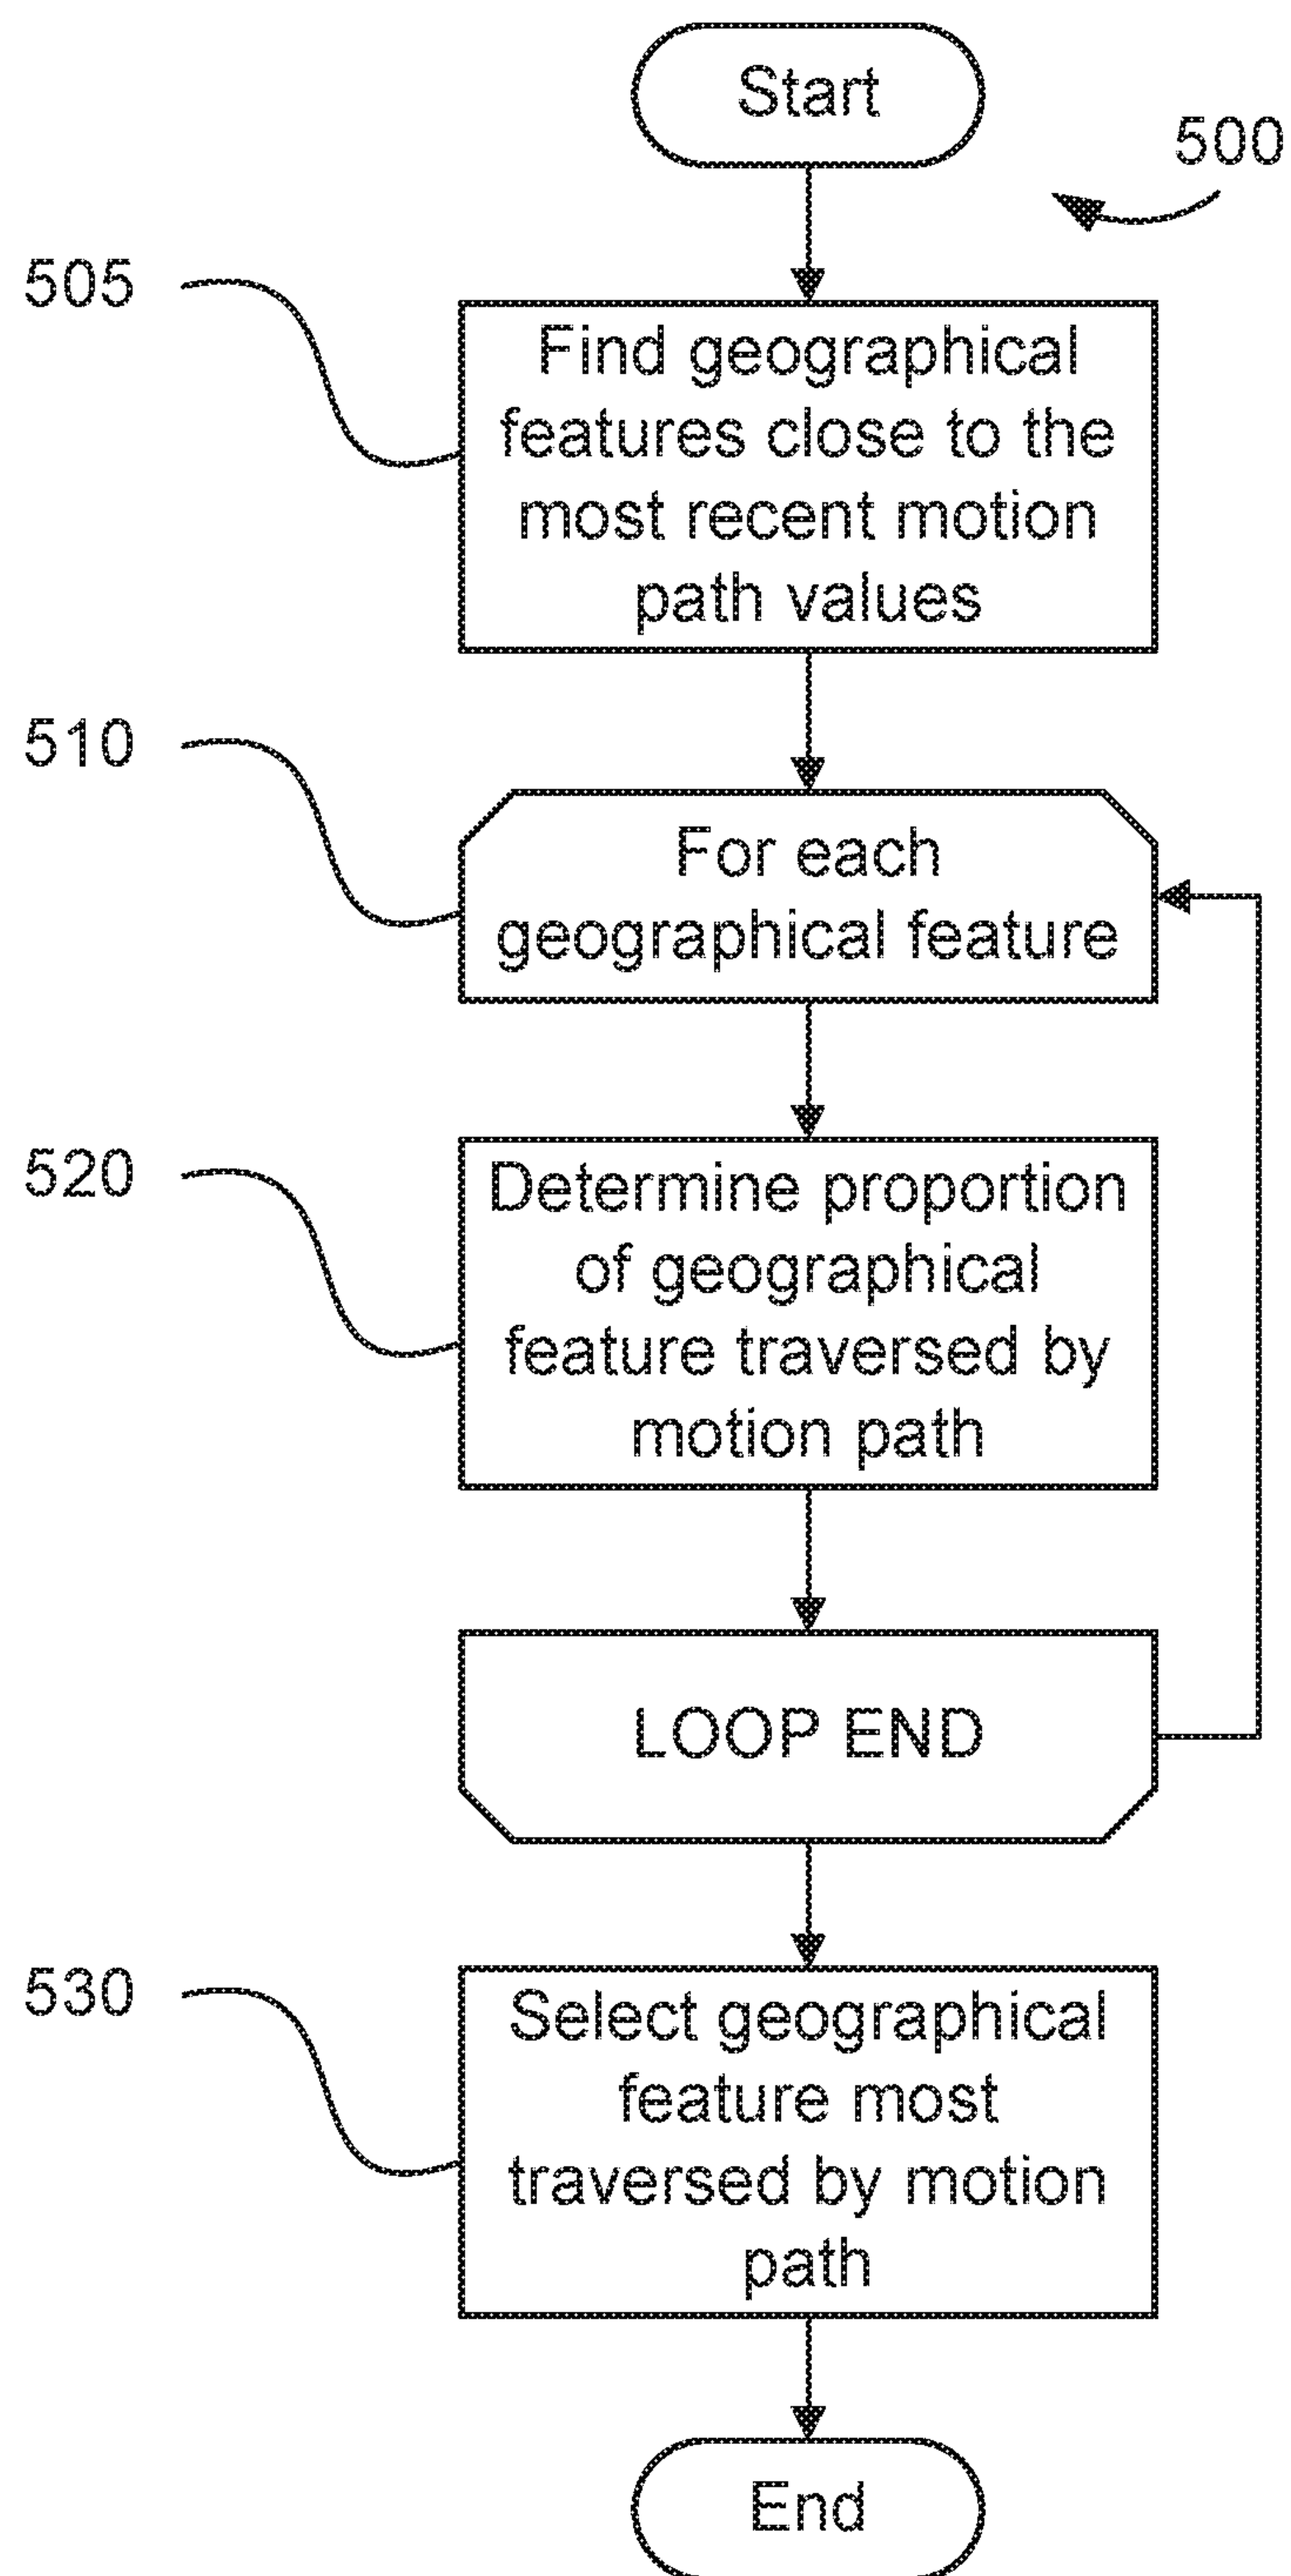 Start
500
505
Find geographical
features close to the
most recent motion
path values
510
For each
geographical feature
520
Determine proportion
of geographical
feature traversed by
motion path
LOOP END
530
Select geographical
feature most
traversed by motion
path
End